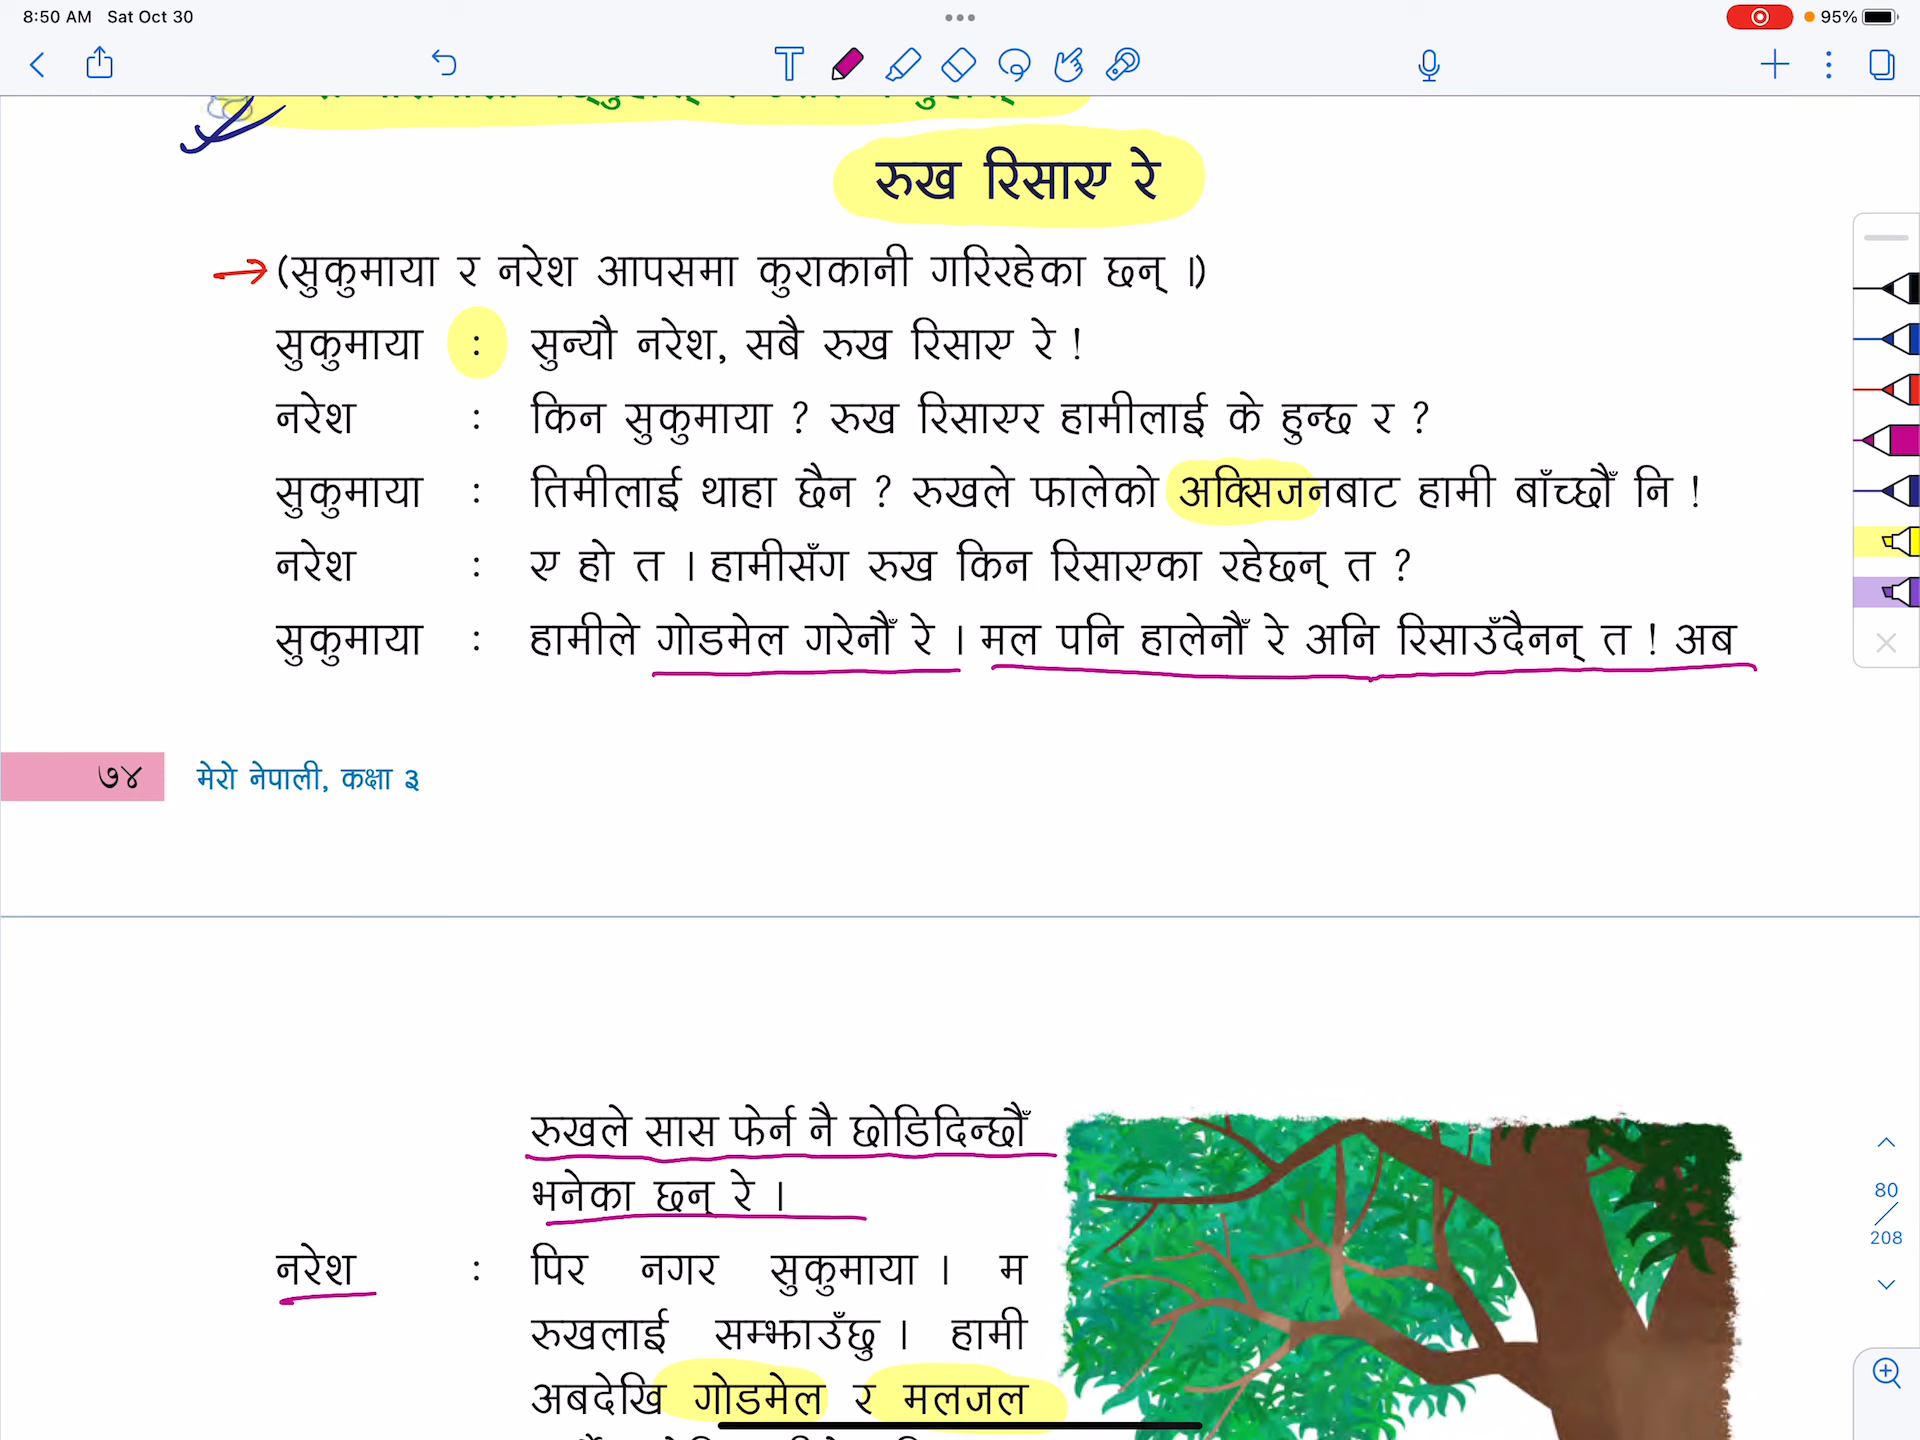 8:50 AM Sat Oct 30
95%
रुख रिसाए रे
(सुकुमाया र नरेश आपसमा कुराकानी गरिरहेका छन् ।)
सुकुमाया : सुन्यौ नरेश, सबै रुख रिसाए रे !
नरेश : किन सुकुमाया ? रुख रिसाएर हामीलाई के हुन्छ र ?
सुकुमाया : तिमीलाई थाहा छैन ? रुखले फालेको अक्सिजनबाट हामी बाँच्छौँ नि !
नरेश : ए हो त । हामीसँग रुख किन रिसाएका रहेछन् त ?
सुकुमाया : हामीले गोडमेल गरेनौँ रे । मल पनि हालेनौँ रे अनि रिसाउँदैनन् त ! अब
७४ मेरो नेपाली, कक्षा ३
रुखले सास फेर्न नै छोडिदिन्छौँ
भनेका छन् रे ।
नरेश : पिर नगर सुकुमाया । म
रुखलाई सम्झाउँछु । हामी
अबदेखि गोडमेल र मलजल
80
208